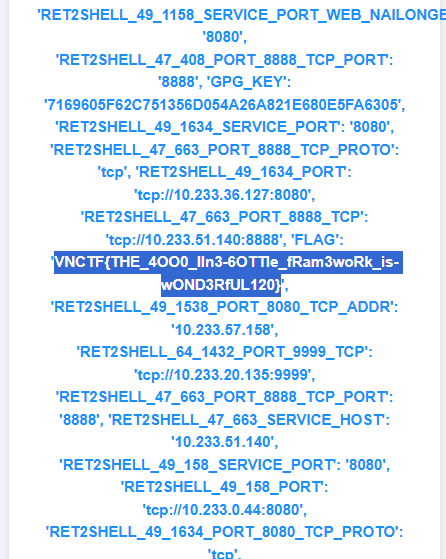 'RET2SHELL_49_1158_SERVICE_PORT_WEB_NAILONGE
'8080',
'RET2SHELL_47_408_PORT_8888_TCP_PORT':
'8888', 'GPG_KEY':
'7169605F62C751356D054A26A821E680E5FA6305',
'RET2SHELL_49_1634_SERVICE_PORT': '8080',
'RET2SHELL_47_663_PORT_8888_TCP_PROTO':
'tcp', 'RET2SHELL_49_1634_PORT':
'tcp://10.233.36.127:8080',
'RET2SHELL_47_663_PORT_8888_TCP':
'tcp://10.233.51.140:8888', 'FLAG':
'VNCTF{THE_4OO0_lIn3-6OTTle_fRam3woRk_is-
wOND3RfUL120}',
'RET2SHELL_49_1538_PORT_8080_TCP_ADDR':
'10.233.57.158',
'RET2SHELL_64_1432_PORT_9999_TCP':
'tcp://10.233.20.135:9999',
'RET2SHELL_47_663_PORT_8888_TCP_PORT':
'8888', 'RET2SHELL_47_663_SERVICE_HOST':
'10.233.51.140',
'RET2SHELL_49_158_SERVICE_PORT': '8080',
'RET2SHELL_49_158_PORT':
'tcp://10.233.0.44:8080',
'RET2SHELL_49_1634_PORT_8080_TCP_PROTO':
'tcp',